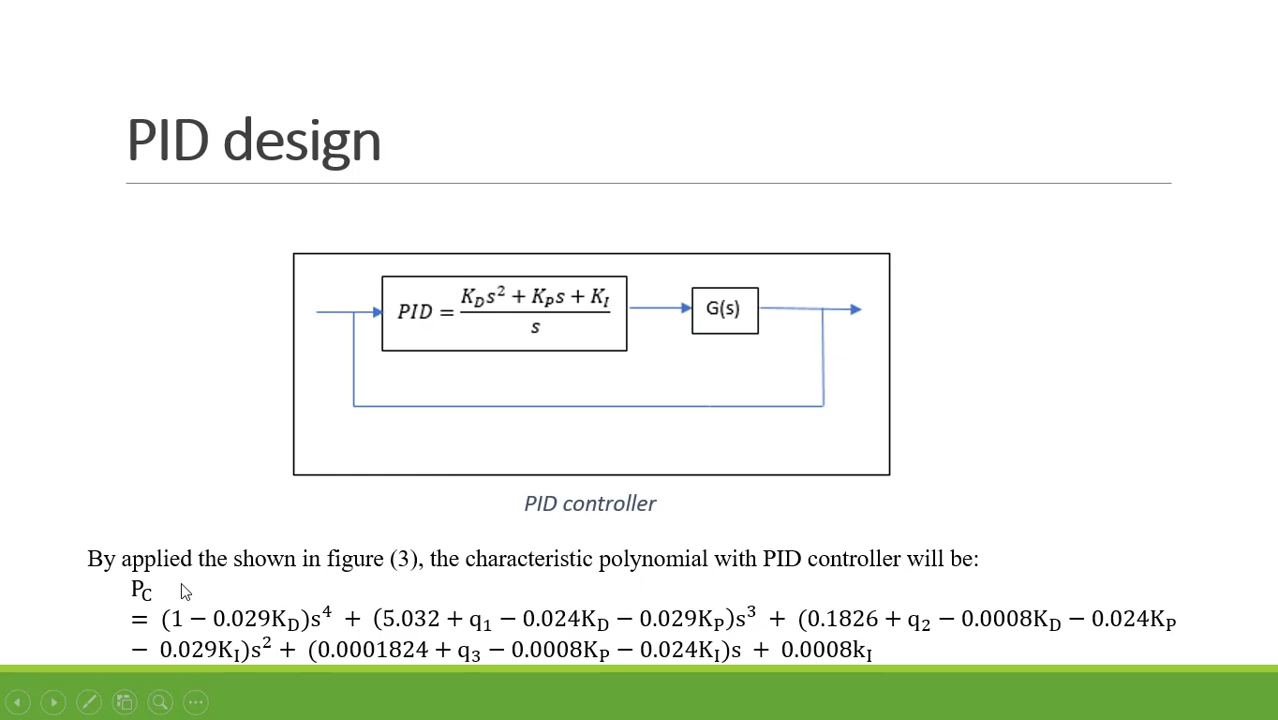 PID design
PID = (K_D s² + K_P s + K_I) / s
G(s)
PID controller
By applied the shown in figure (3), the characteristic polynomial with PID controller will be:
P_C
= (1 − 0.029K_D)s⁴ + (5.032 + q₁ − 0.024K_D − 0.029K_P)s³ + (0.1826 + q₂ − 0.0008K_D − 0.024K_P
− 0.029K_I)s² + (0.0001824 + q₃ − 0.0008K_P − 0.024K_I)s + 0.0008k_I